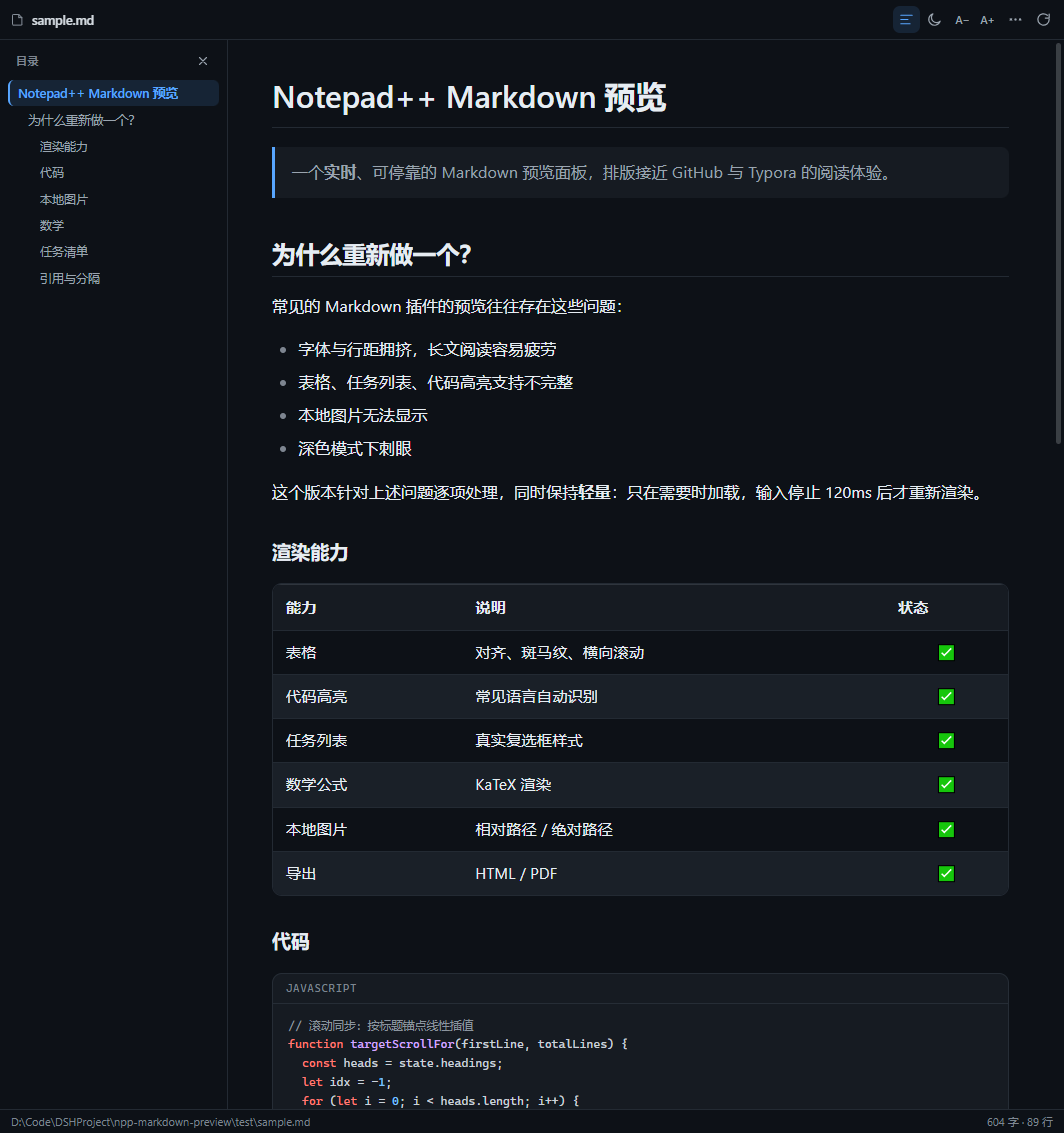 sample.md
A− A+
目录
Notepad++ Markdown 预览
为什么重新做一个？
渲染能力
代码
本地图片
数学
任务清单
引用与分隔
Notepad++ Markdown 预览
一个实时、可停靠的 Markdown 预览面板，排版接近 GitHub 与 Typora 的阅读体验。
为什么重新做一个？
常见的 Markdown 插件的预览往往存在这些问题：
字体与行距拥挤，长文阅读容易疲劳
表格、任务列表、代码高亮支持不完整
本地图片无法显示
深色模式下刺眼
这个版本针对上述问题逐项处理，同时保持轻量：只在需要时加载，输入停止 120ms 后才重新渲染。
渲染能力
能力 说明 状态
表格 对齐、斑马纹、横向滚动 ✅
代码高亮 常见语言自动识别 ✅
任务列表 真实复选框样式 ✅
数学公式 KaTeX 渲染 ✅
本地图片 相对路径 / 绝对路径 ✅
导出 HTML / PDF ✅
代码
JAVASCRIPT
// 滚动同步：按标题锚点线性插值
function targetScrollFor(firstLine, totalLines) {
const heads = state.headings;
let idx = -1;
for (let i = 0; i < heads.length; i++) {
D:\Code\DSHProject\npp-markdown-preview\test\sample.md
604 字 · 89 行